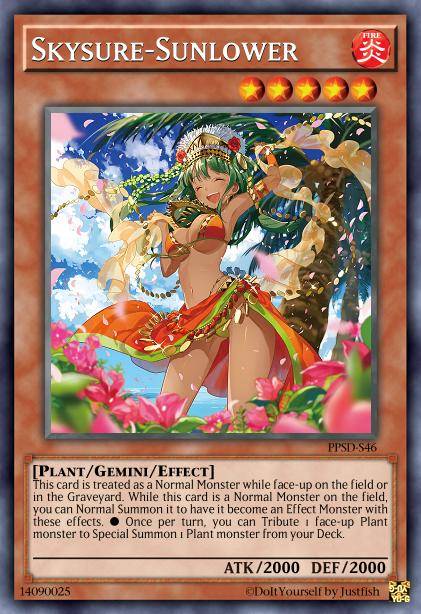 Skysure-Sunlower
FIRE
炎
PPSD-S46
[Plant/Gemini/Effect]
This card is treated as a Normal Monster while face-up on the field or
in the Graveyard. While this card is a Normal Monster on the field,
you can Normal Summon it to have it become an Effect Monster with
these effects. ● Once per turn, you can Tribute 1 face-up Plant
monster to Special Summon 1 Plant monster from your Deck.
ATK/2000 DEF/2000
14090025
©DoItYourself by Justfish